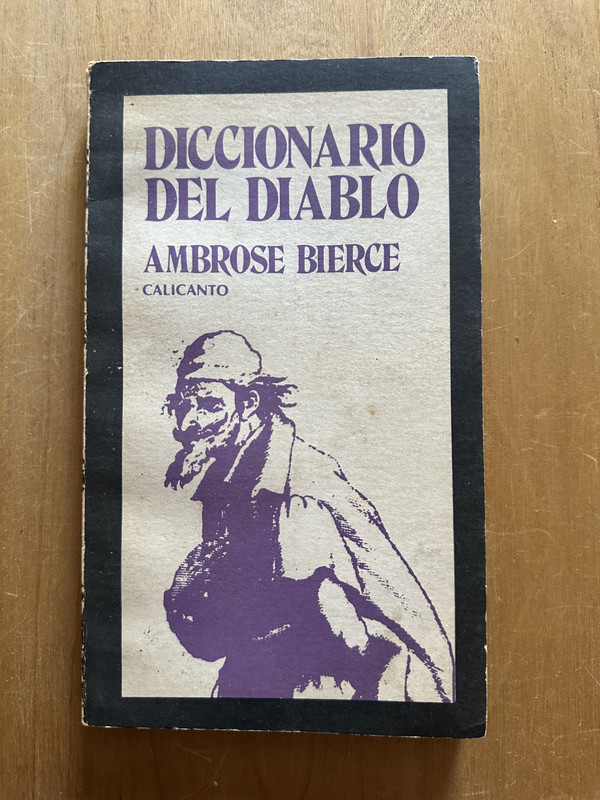 DICCIONARIO
DEL DIABLO
AMBROSE BIERCE
CALICANTO